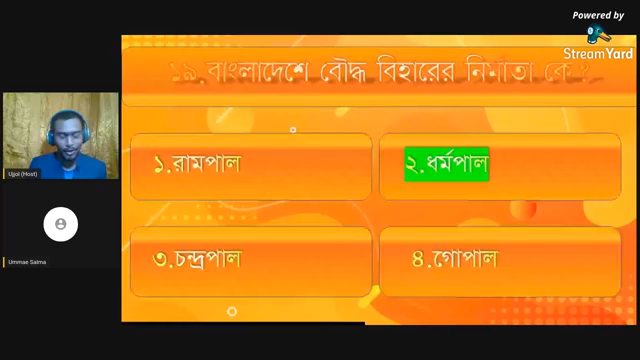 Powered by
StreamYard
১৯.বাংলাদেশে বৌদ্ধ বিহারের নির্মাতা কে ?
১.রামপাল
২.ধর্মপাল
৩.চন্দ্রপাল
৪.গোপাল
Ujjol (Host)
Ummae Salma